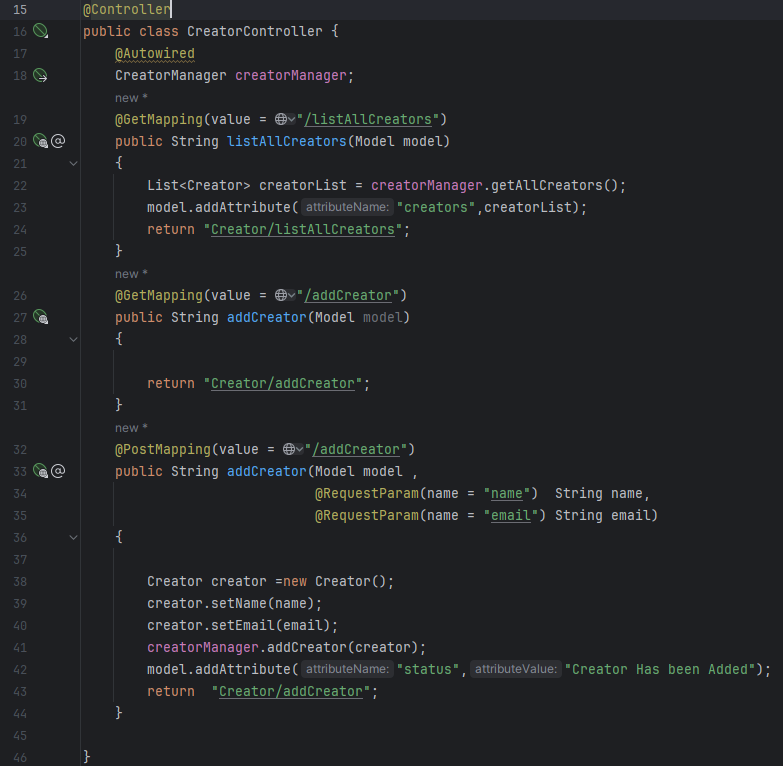 15 @Controller
16 public class CreatorController {
17 @Autowired
18 CreatorManager creatorManager;
new *
19 @GetMapping(value = "/listAllCreators")
20 public String listAllCreators(Model model)
21 {
22 List<Creator> creatorList = creatorManager.getAllCreators();
23 model.addAttribute( attributeName: "creators",creatorList);
24 return "Creator/listAllCreators";
25 }
new *
26 @GetMapping(value = "/addCreator")
27 public String addCreator(Model model)
28 {
29
30 return "Creator/addCreator";
31 }
new *
32 @PostMapping(value = "/addCreator")
33 public String addCreator(Model model ,
34 @RequestParam(name = "name")  String name,
35 @RequestParam(name = "email") String email)
36 {
37
38 Creator creator =new Creator();
39 creator.setName(name);
40 creator.setEmail(email);
41 creatorManager.addCreator(creator);
42 model.addAttribute( attributeName: "status", attributeValue: "Creator Has been Added");
43 return  "Creator/addCreator";
44 }
45
46 }